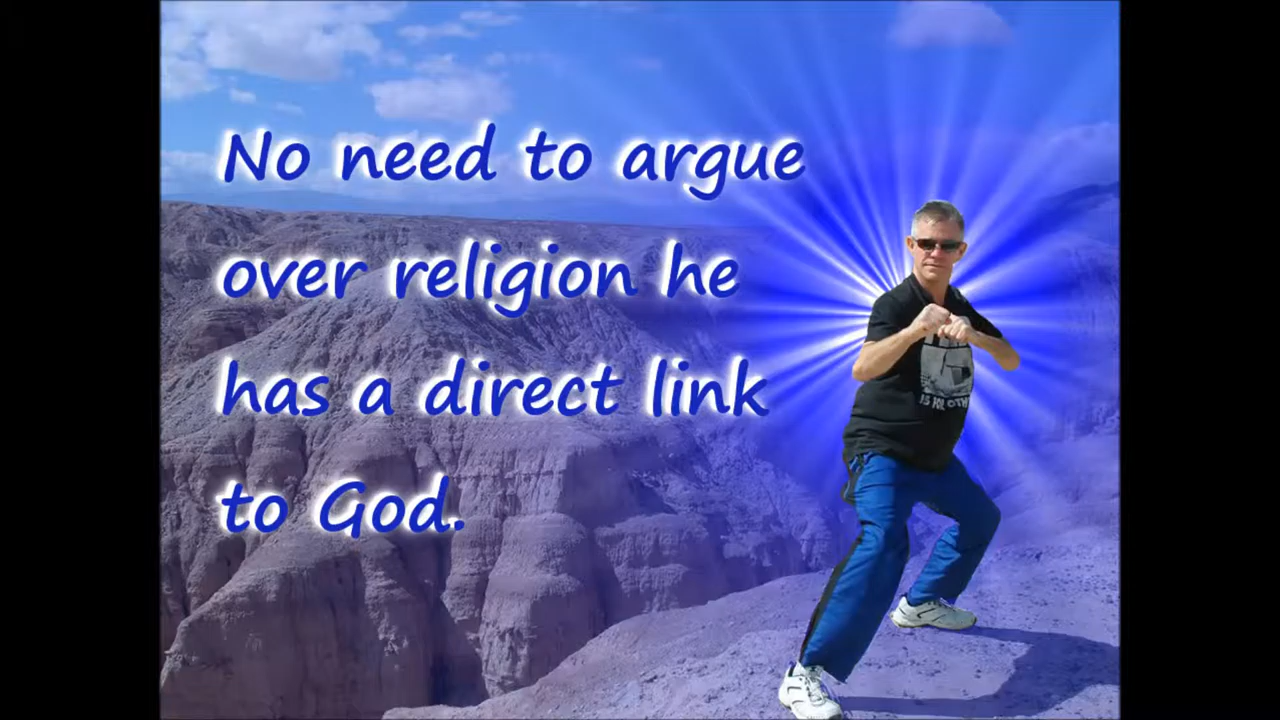 No need to argue
over religion he
has a direct link
to God.